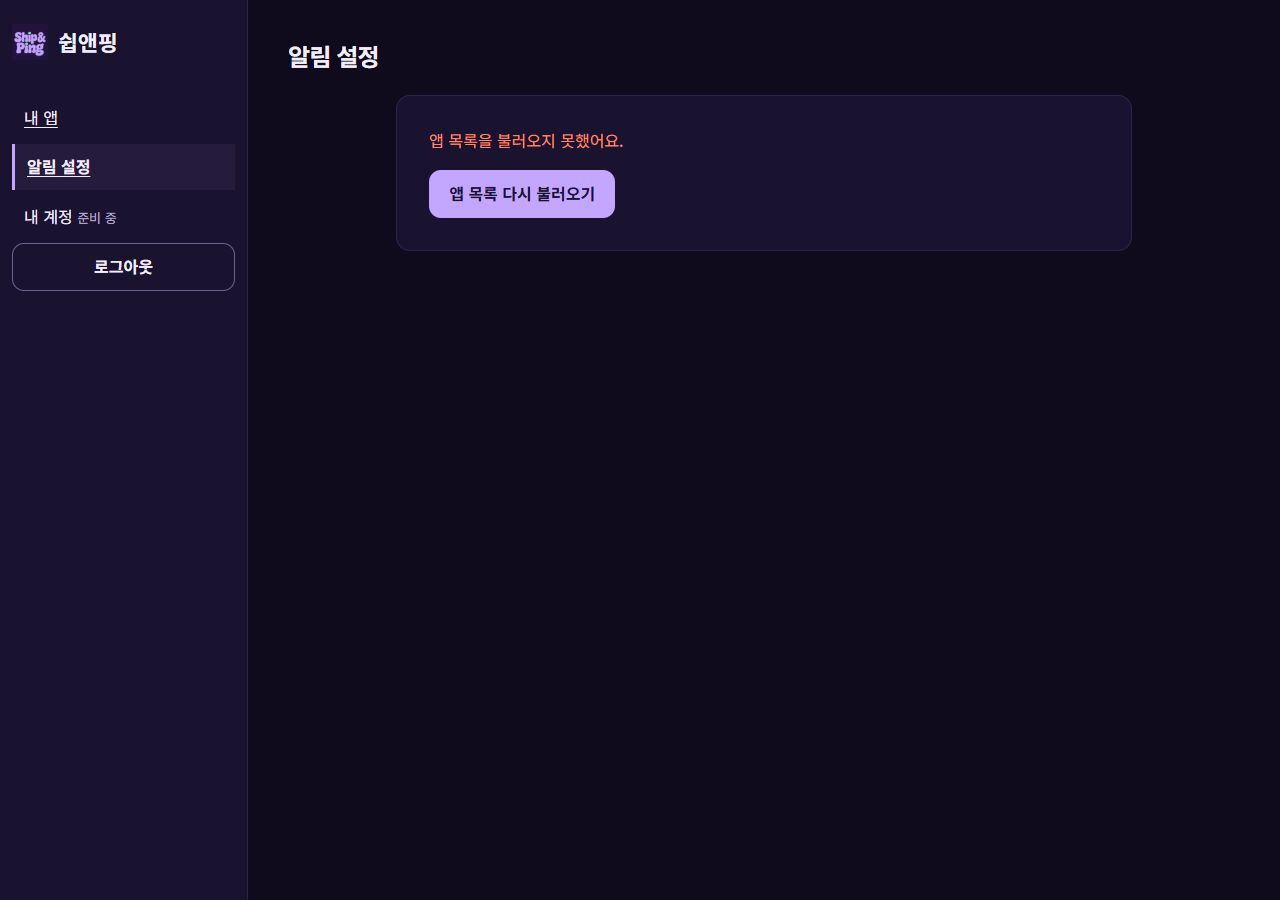 Ship&
Ping
쉽앤핑
내 앱
알림 설정
내 계정 준비 중
로그아웃
알림 설정
앱 목록을 불러오지 못했어요.
앱 목록 다시 불러오기